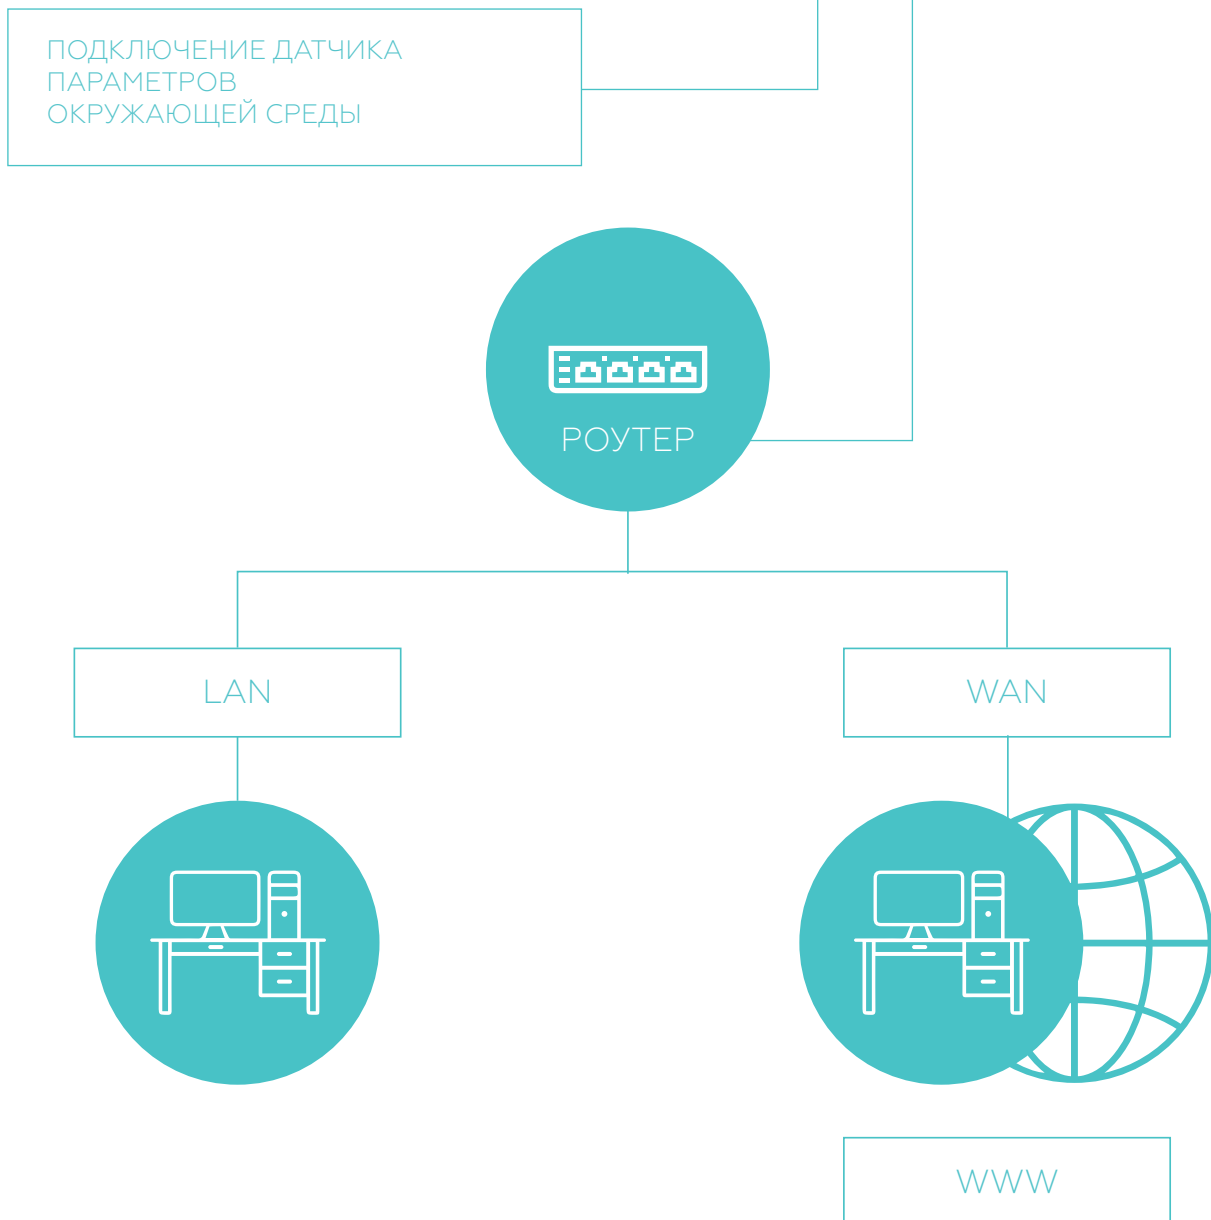 ПОДКЛЮЧЕНИЕ ДАТЧИКА
ПАРАМЕТРОВ
ОКРУЖАЮЩЕЙ СРЕДЫ
РОУТЕР
LAN
WAN
WWW